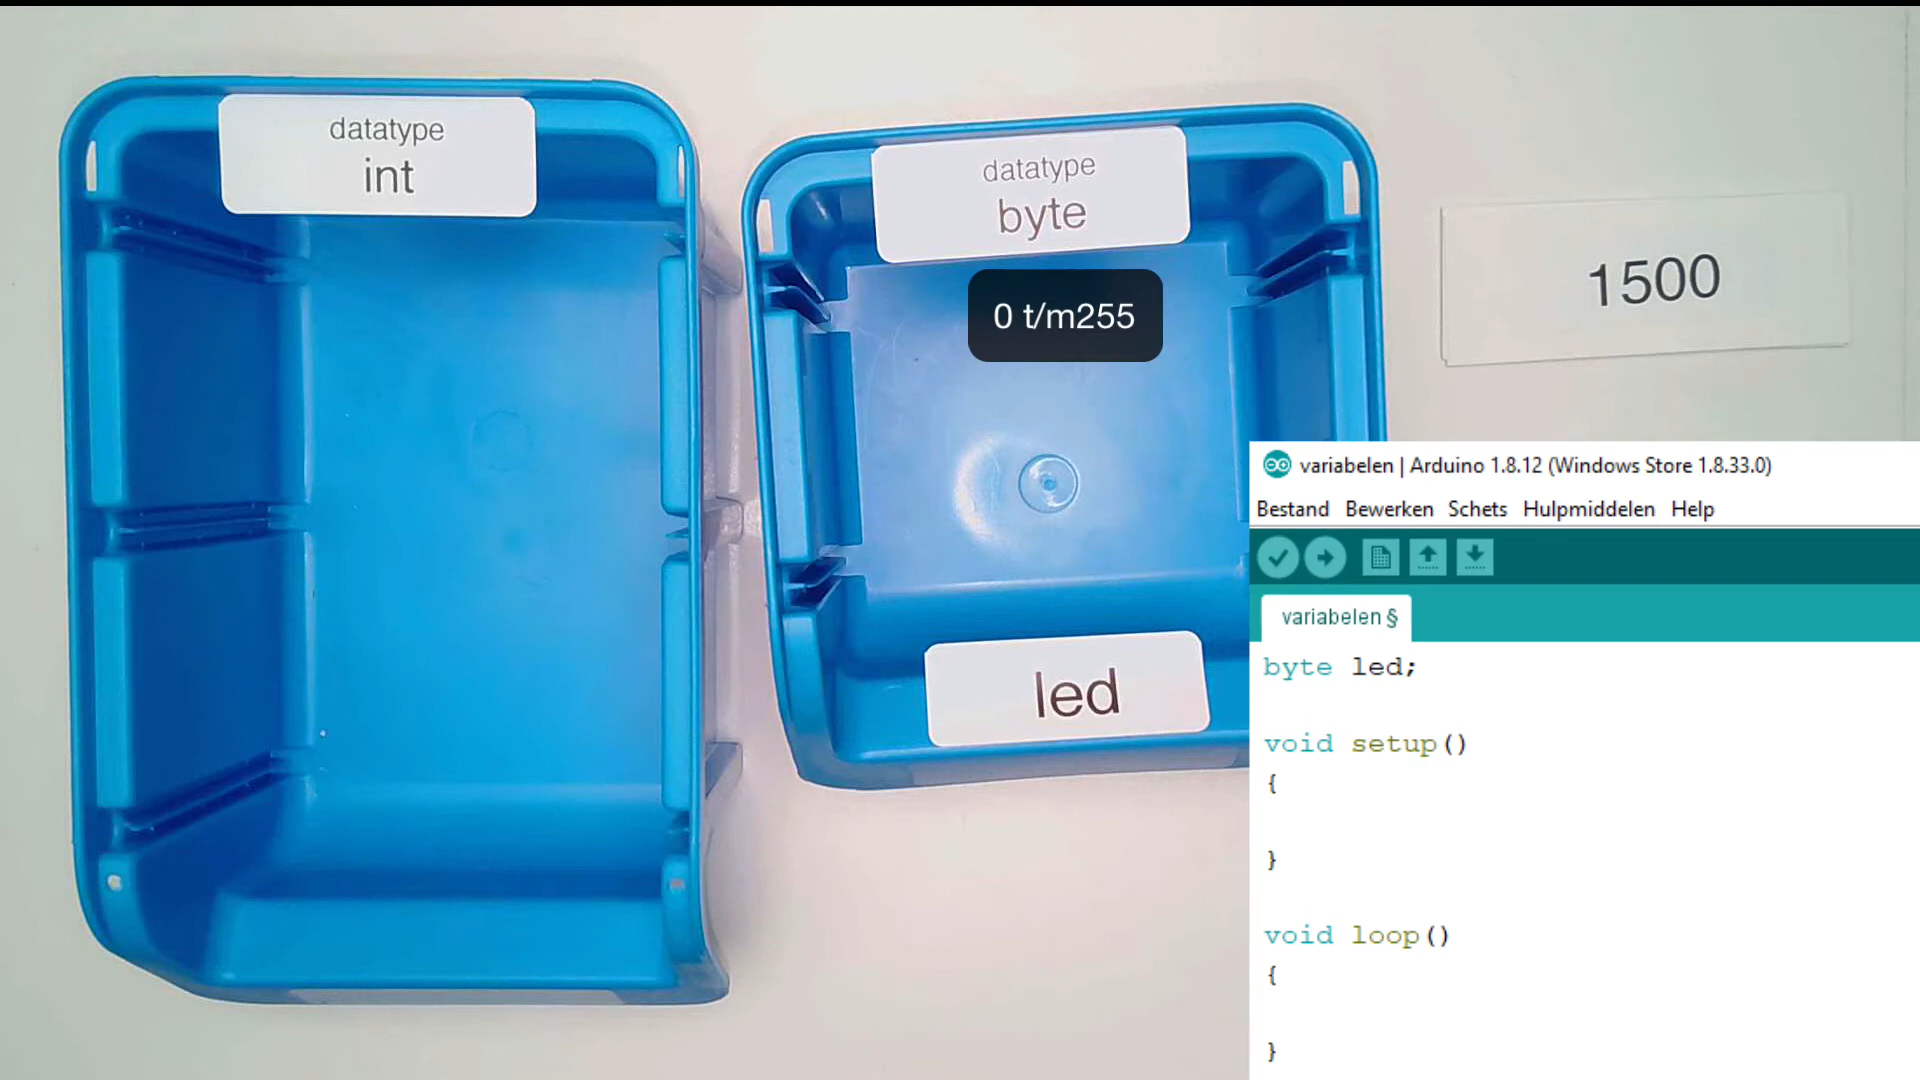 datatype
int
datatype
byte
0 t/m255
1500
led
variabelen | Arduino 1.8.12 (Windows Store 1.8.33.0)
Bestand Bewerken Schets Hulpmiddelen Help
variabelen §
byte led;
void setup()
{
}
void loop()
{
}